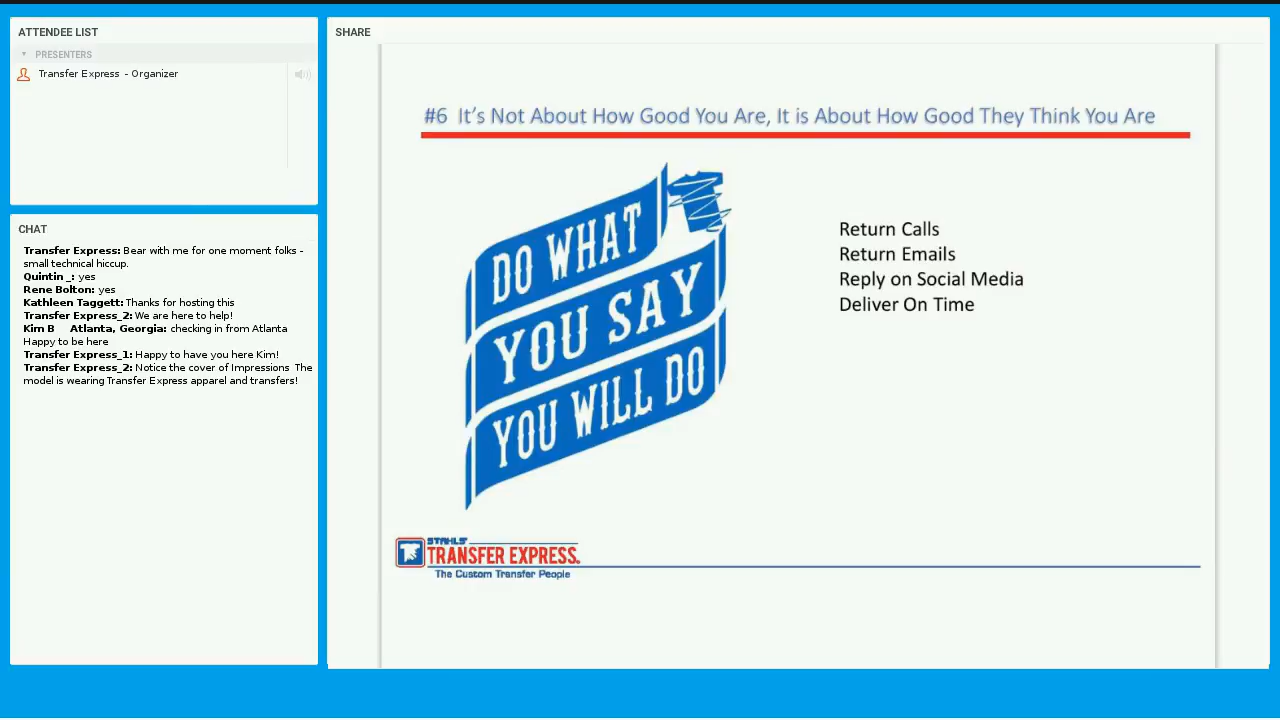 ATTENDEE LIST
PRESENTERS
Transfer Express - Organizer
CHAT
Transfer Express: Bear with me for one moment folks -
small technical hiccup.
Quintin _: yes
Rene Bolton: yes
Kathleen Taggett: Thanks for hosting this
Transfer Express_2: We are here to help!
Kim B Atlanta, Georgia: checking in from Atlanta
Happy to be here
Transfer Express_1: Happy to have you here Kim!
Transfer Express_2: Notice the cover of Impressions The
model is wearing Transfer Express apparel and transfers!
SHARE
#6 It's Not About How Good You Are, It is About How Good They Think You Are
DO WHAT
YOU SAY
YOU WILL DO
Return Calls
Return Emails
Reply on Social Media
Deliver On Time
STAHLS'
TRANSFER EXPRESS.
The Custom Transfer People